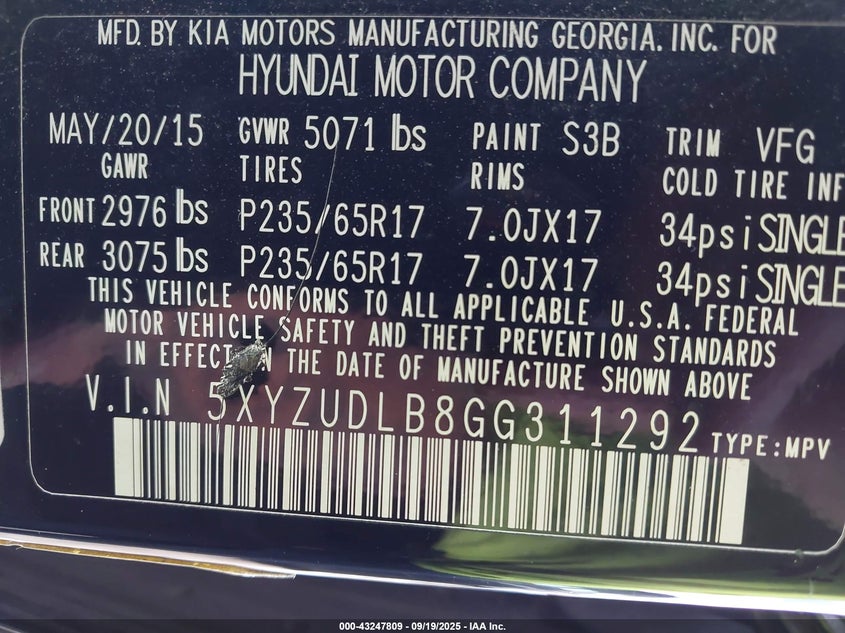 MFD. BY KIA MOTORS MANUFACTURING GEORGIA. INC. FOR
HYUNDAI MOTOR COMPANY
MAY/20/15 GVWR 5071 lbs PAINT S3B TRIM VFG
GAWR TIRES RIMS COLD TIRE INF
FRONT 2976 lbs P235/65R17 7.0JX17 34psi SINGLE
REAR 3075 lbs P235/65R17 7.0JX17 34psi SINGLE
THIS VEHICLE CONFORMS TO ALL APPLICABLE U.S.A. FEDERAL
MOTOR VEHICLE SAFETY AND THEFT PREVENTION STANDARDS
IN EFFECT ON THE DATE OF MANUFACTURE SHOWN ABOVE
V.I.N 5XYZUDLB8GG311292 TYPE:MPV
000-43247809 - 09/19/2025 - IAA Inc.